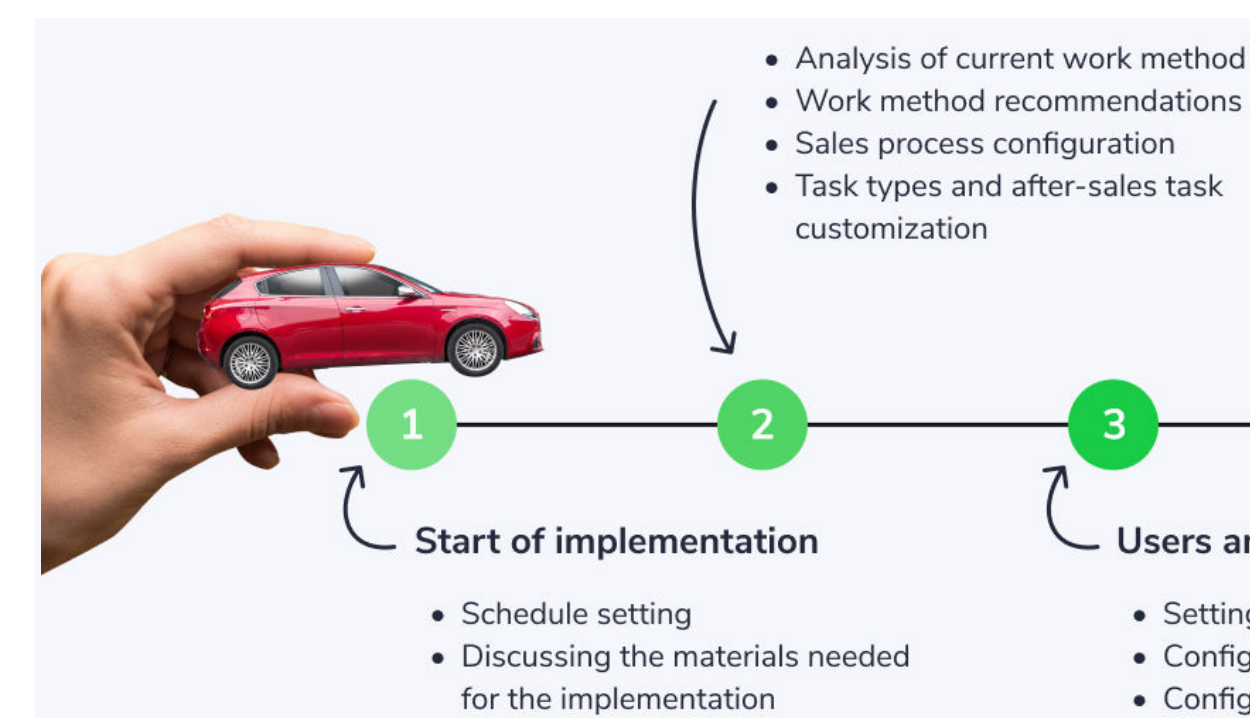 • Analysis of current work method
• Work method recommendations
• Sales process configuration
• Task types and after-sales task
customization
1
2
3
Start of implementation
• Schedule setting
• Discussing the materials needed
for the implementation
Users
• 
• 
•